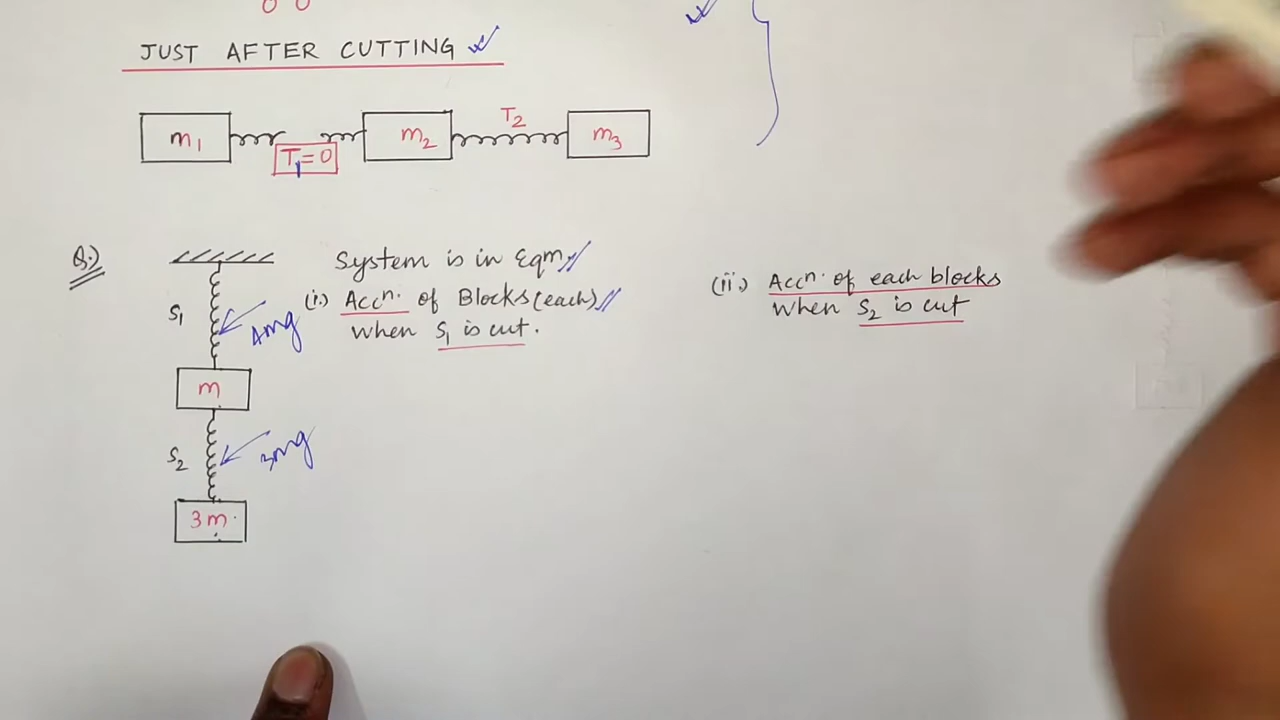 JUST AFTER CUTTING
m1 m2 T2 m3
T1=0
Q.)
System is in Eqm
S1 4mg (i.) Accn. of Blocks(each)
when S1 is cut.
(ii.) Accn. of each blocks
when S2 is cut
m
S2 3mg
3m